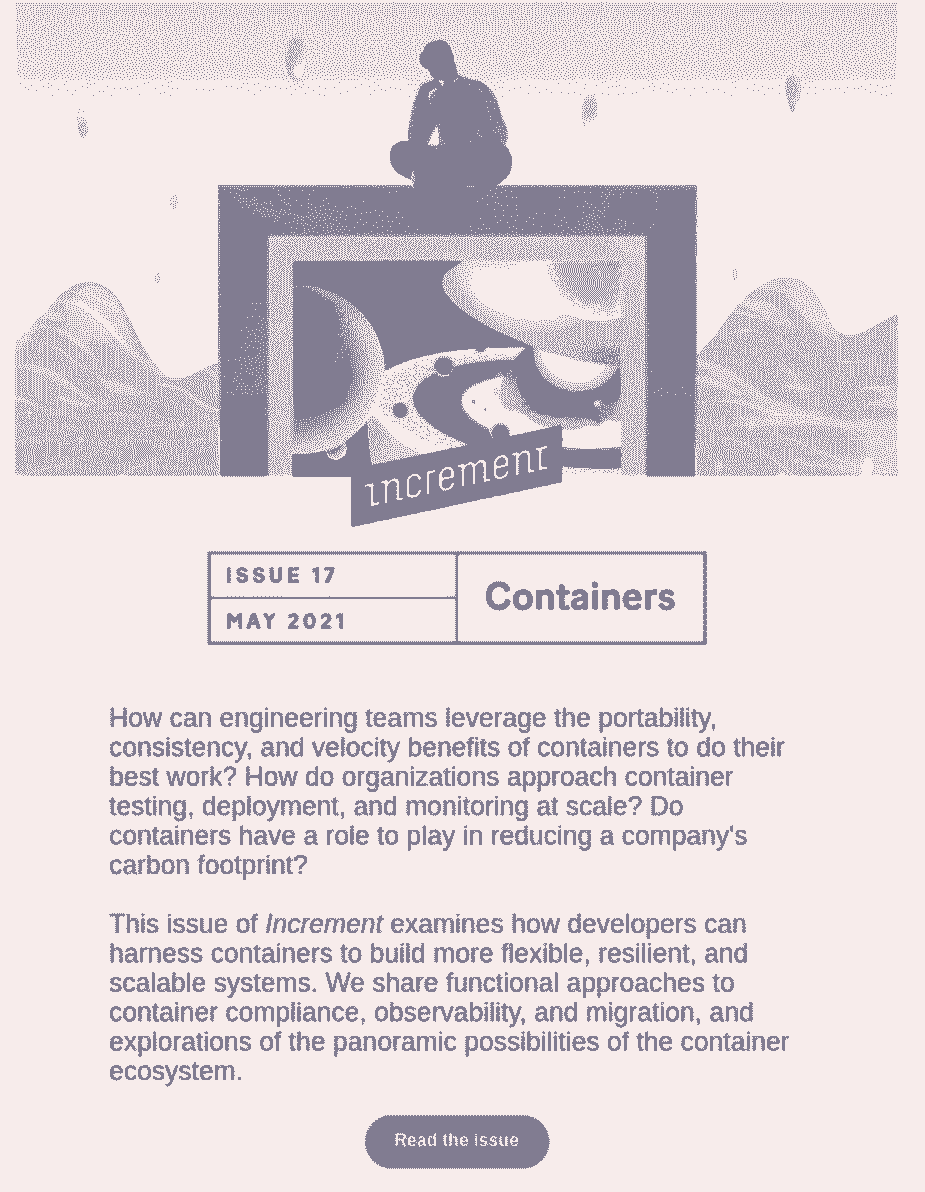 increment
ISSUE 17
MAY 2021
Containers
How can engineering teams leverage the portability,
consistency, and velocity benefits of containers to do their
best work? How do organizations approach container
testing, deployment, and monitoring at scale? Do
containers have a role to play in reducing a company's
carbon footprint?
This issue of Increment examines how developers can
harness containers to build more flexible, resilient, and
scalable systems. We share functional approaches to
container compliance, observability, and migration, and
explorations of the panoramic possibilities of the container
ecosystem.
Read the issue